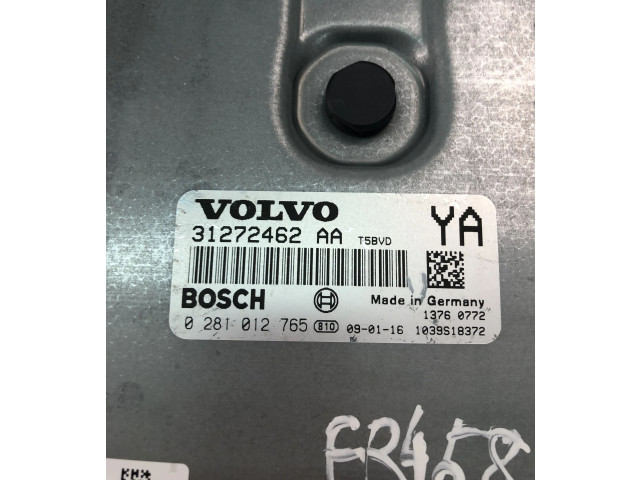 VOLVO YA
31272462 AA T5BVD
BOSCH Made in Germany
1376 0772
0 281 012 765 810 09-01-16 1039S18372